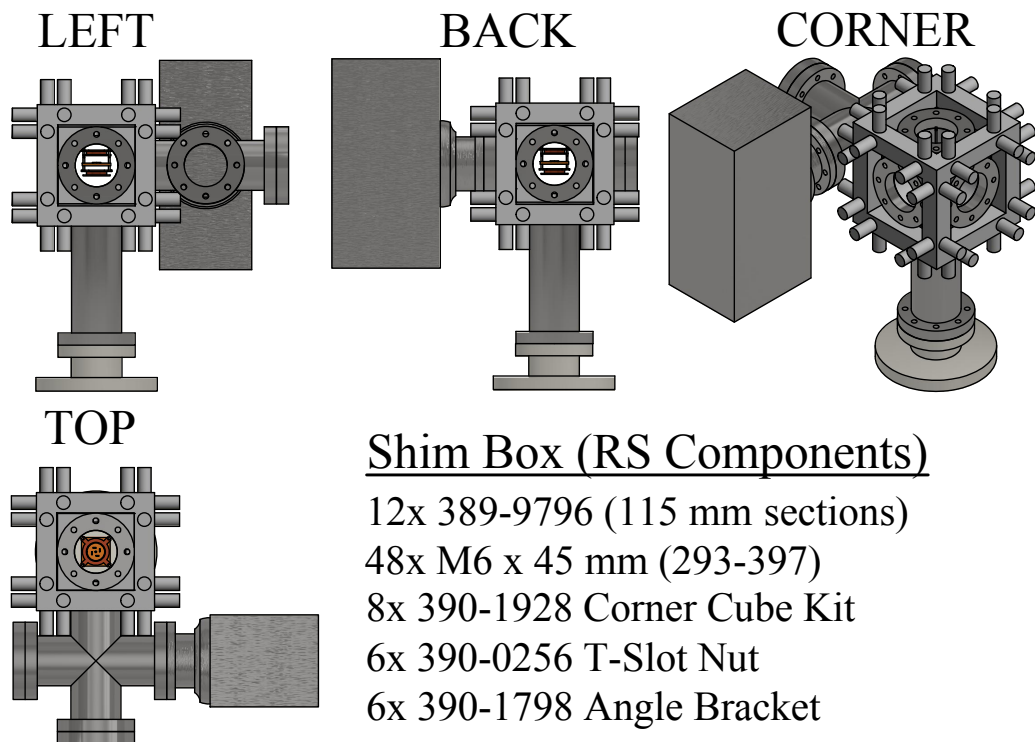 LEFT
BACK
CORNER
TOP
Shim Box (RS Components)
12x 389-9796 (115 mm sections)
48x M6 x 45 mm (293-397)
8x 390-1928 Corner Cube Kit
6x 390-0256 T-Slot Nut
6x 390-1798 Angle Bracket